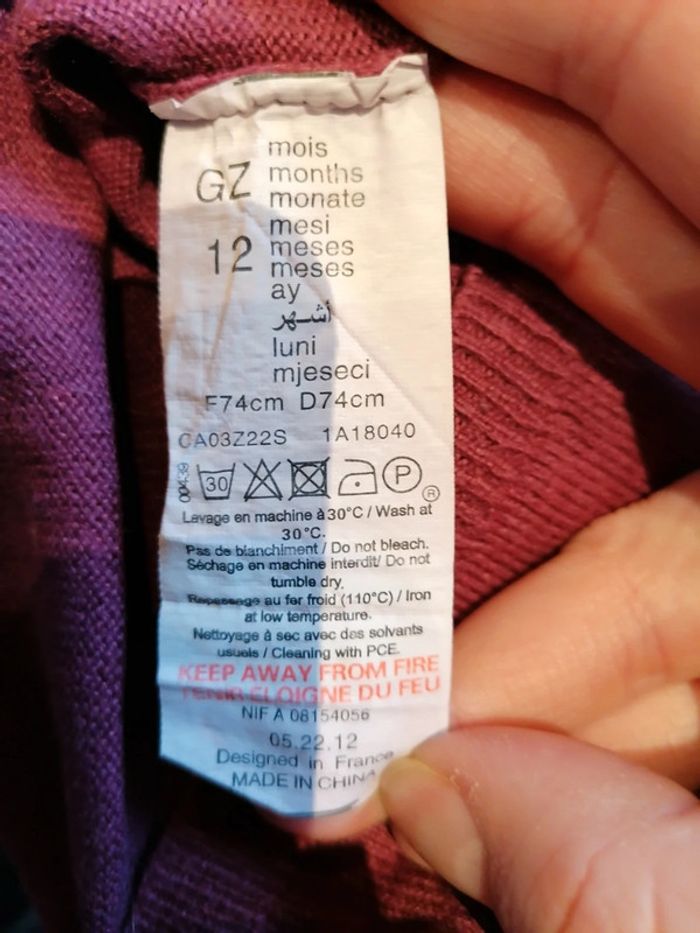 GZ
12
mois
months
monate
mesi
meses
meses
ay
أشهر
luni
mjeseci
F74cm D74cm
CA03Z22S 1A18040
00439
30
P
®
Lavage en machine à 30°C / Wash at
30°C.
Pas de blanchiment / Do not bleach.
Séchage en machine interdit/ Do not
tumble dry.
Repassage au fer froid (110°C) / Iron
at low temperature.
Nettoyage à sec avec des solvants
usuels / Cleaning with PCE.
KEEP AWAY FROM FIRE
TENIR ELOIGNE DU FEU
NIF A 08154056
05.22.12
Designed in France
MADE IN CHINA